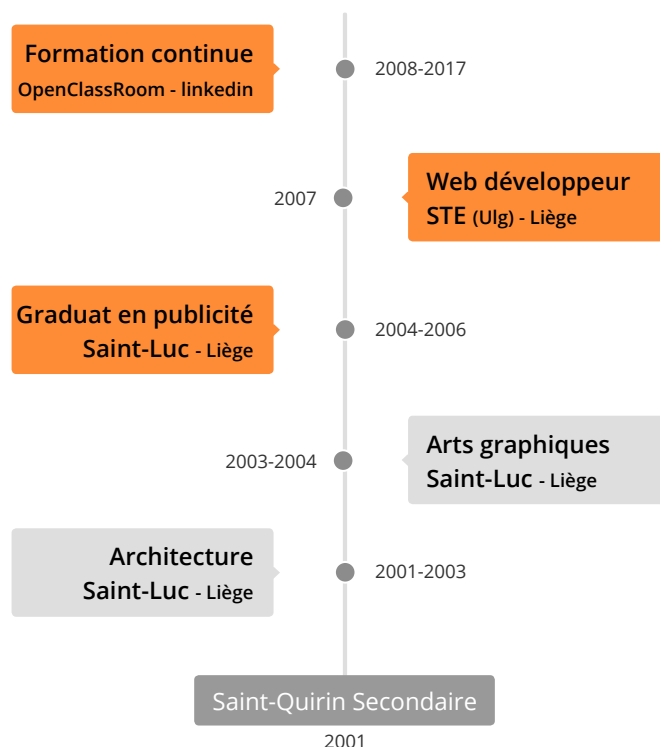 Formation continue
OpenClassRoom - linkedin
2008-2017
2007
Web développeur
STE (Ulg) - Liège
Graduat en publicité
Saint-Luc - Liège
2004-2006
2003-2004
Arts graphiques
Saint-Luc - Liège
Architecture
Saint-Luc - Liège
2001-2003
Saint-Quirin Secondaire
2001